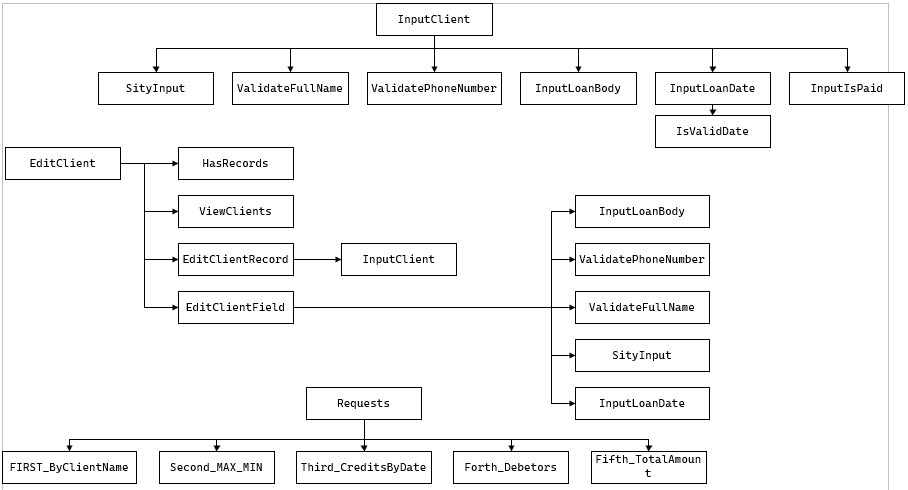 InputClient
SityInput
ValidateFullName
ValidatePhoneNumber
InputLoanBody
InputLoanDate
InputIsPaid
IsValidDate
EditClient
HasRecords
ViewClients
EditClientRecord
InputClient
EditClientField
InputLoanBody
ValidatePhoneNumber
ValidateFullName
SityInput
InputLoanDate
Requests
FIRST_ByClientName
Second_MAX_MIN
Third_CreditsByDate
Forth_Debetors
Fifth_TotalAmoun
t